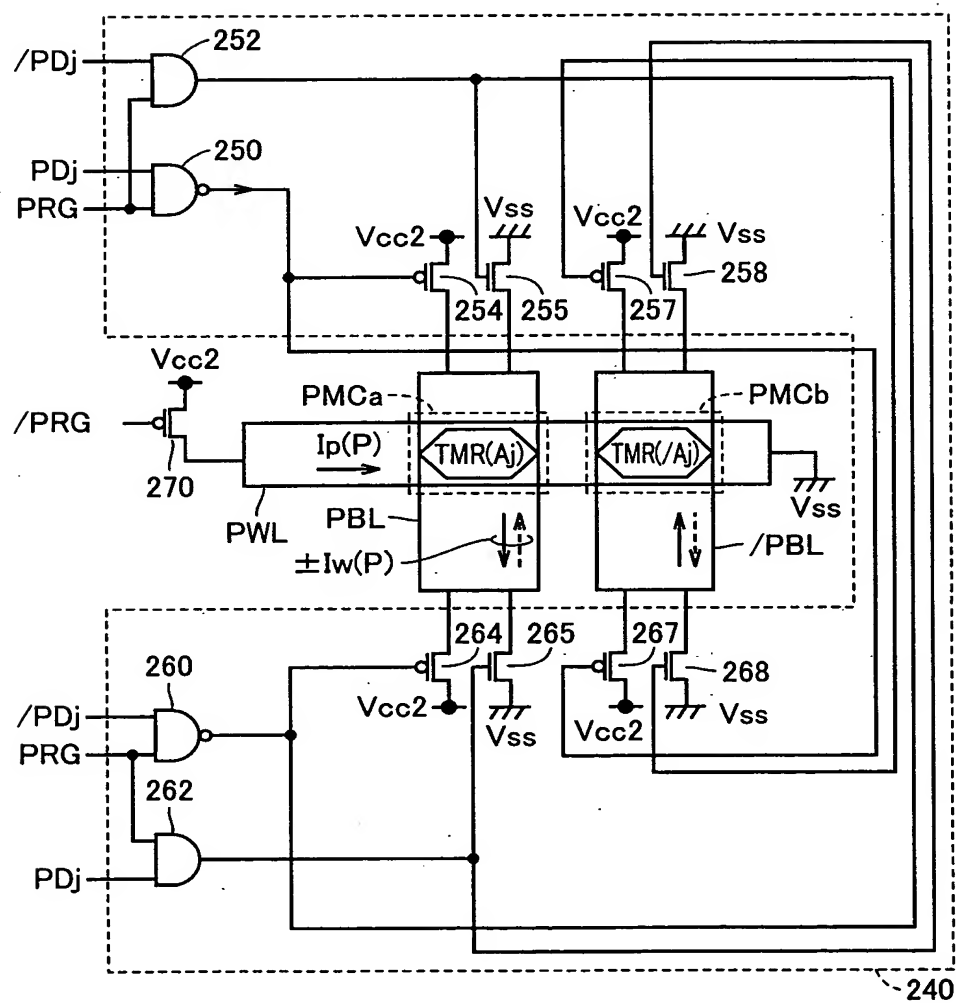 252
/PDj
250
PDj
PRG
Vss
Vcc2
Vcc2
Vss
254
255
257
258
Vcc2
PMCa
PMCb
/PRG
Ip(P)
TMR(Aj)
TMR(/Aj)
270
Vss
PWL
PBL
/PBL
±Iw(P)
264
265
267
260
268
/PDj
Vcc2
Vss
Vcc2
Vss
PRG
262
PDj
240